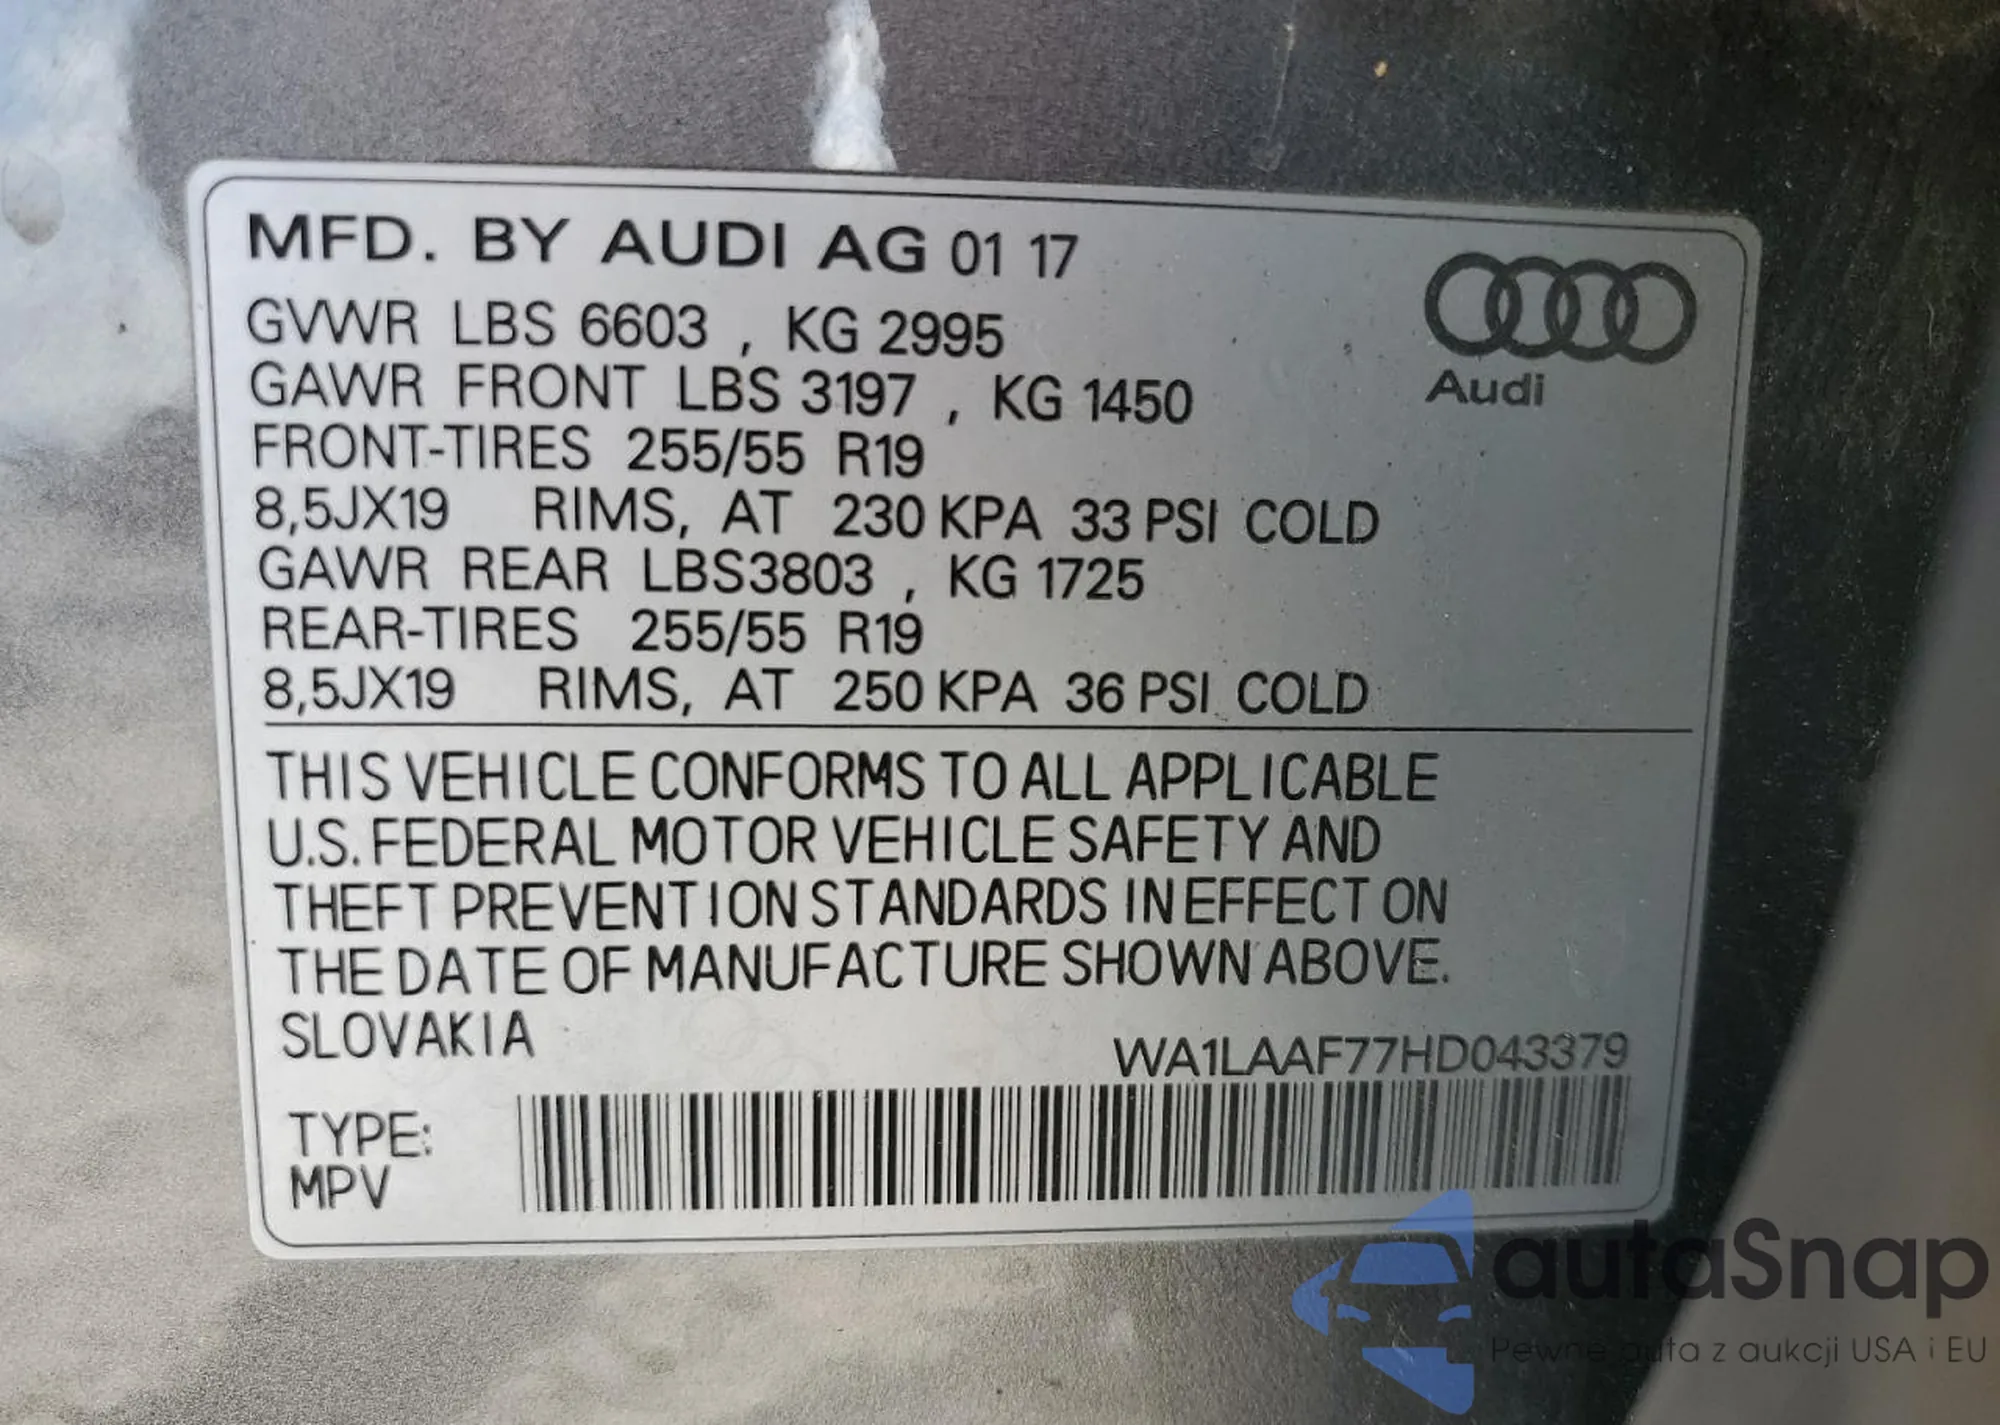 MFD. BY AUDI AG 01 17
GVWR LBS 6603 , KG 2995
GAWR FRONT LBS 3197 , KG 1450
FRONT-TIRES 255/55 R19
8,5JX19 RIMS, AT 230 KPA 33 PSI COLD
GAWR REAR LBS3803 , KG 1725
REAR-TIRES 255/55 R19
8,5JX19 RIMS, AT 250 KPA 36 PSI COLD
Audi
THIS VEHICLE CONFORMS TO ALL APPLICABLE
U.S. FEDERAL MOTOR VEHICLE SAFETY AND
THEFT PREVENTION STANDARDS IN EFFECT ON
THE DATE OF MANUFACTURE SHOWN ABOVE.
SLOVAKIA
WA1LAAF77HD043379
TYPE:
MPV
autaSnap
Pewne auta z aukcji USA i EU